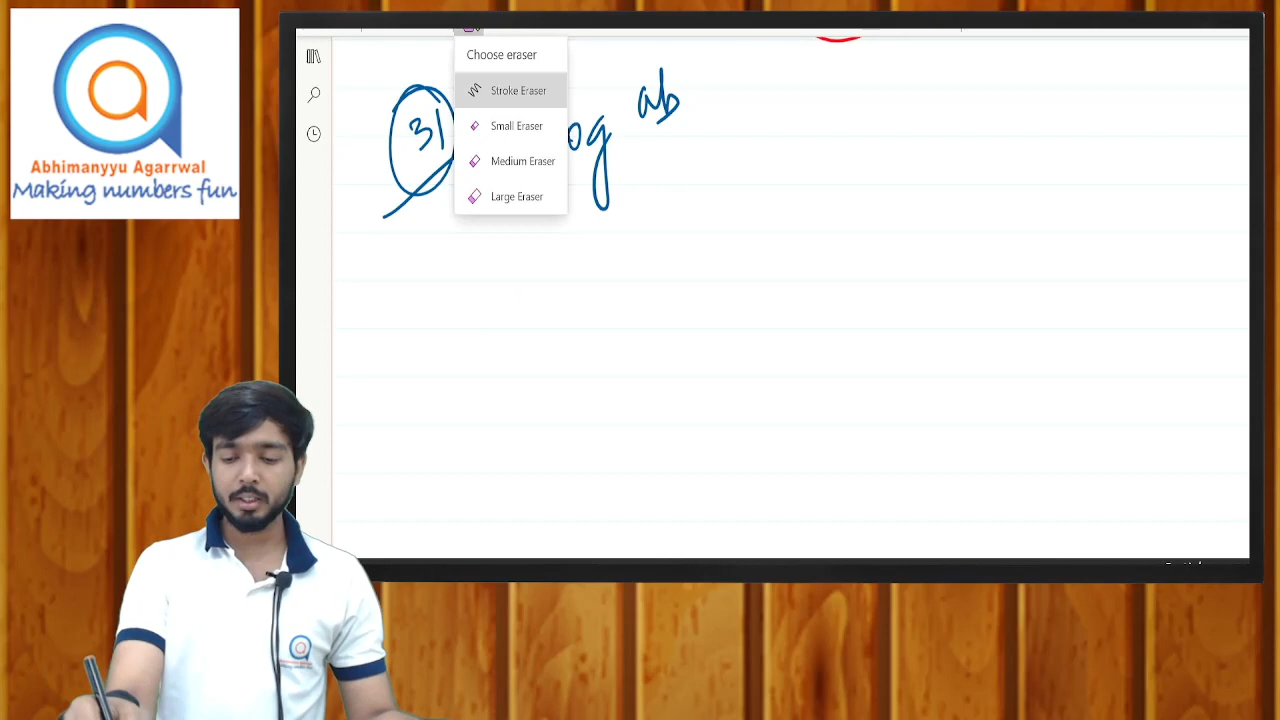 Abhimanyyu Agarrwal
Making numbers fun
Choose eraser
Stroke Eraser
Small Eraser
Medium Eraser
Large Eraser
31
og ab